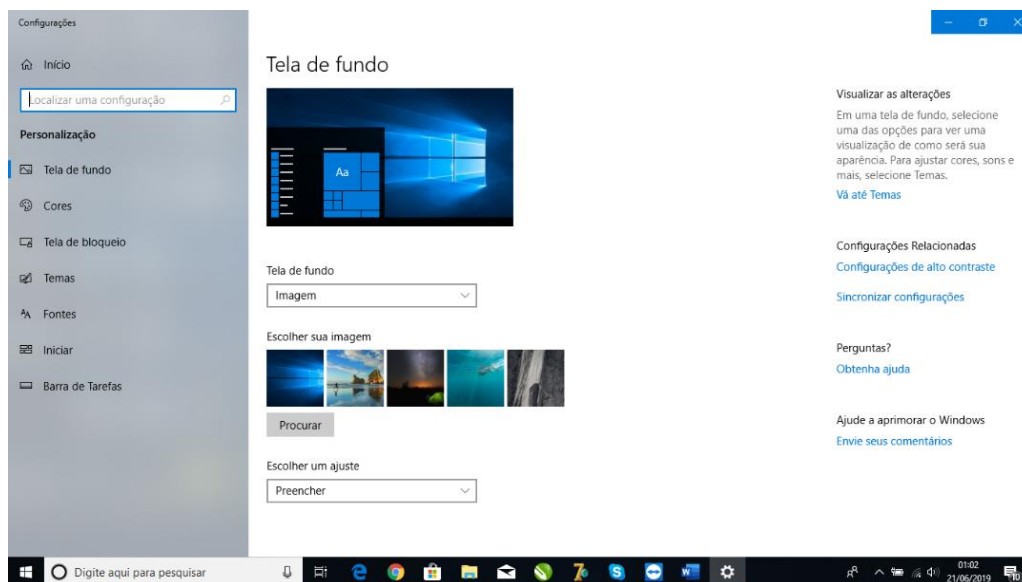 Configurações
Início
Localizar uma configuração
Personalização
Tela de fundo
Cores
Tela de bloqueio
Temas
Fontes
Iniciar
Barra de Tarefas
Tela de fundo
Aa
Tela de fundo
Imagem
Escolher sua imagem
Procurar
Escolher um ajuste
Preencher
Visualizar as alterações
Em uma tela de fundo, selecione
uma das opções para ver uma
visualização de como será sua
aparência. Para ajustar cores, sons e
mais, selecione Temas.
Vá até Temas
Configurações Relacionadas
Configurações de alto contraste
Sincronizar configurações
Perguntas?
Obtenha ajuda
Ajude a aprimorar o Windows
Envie seus comentários
Digite aqui para pesquisar
01:02
21/06/2019